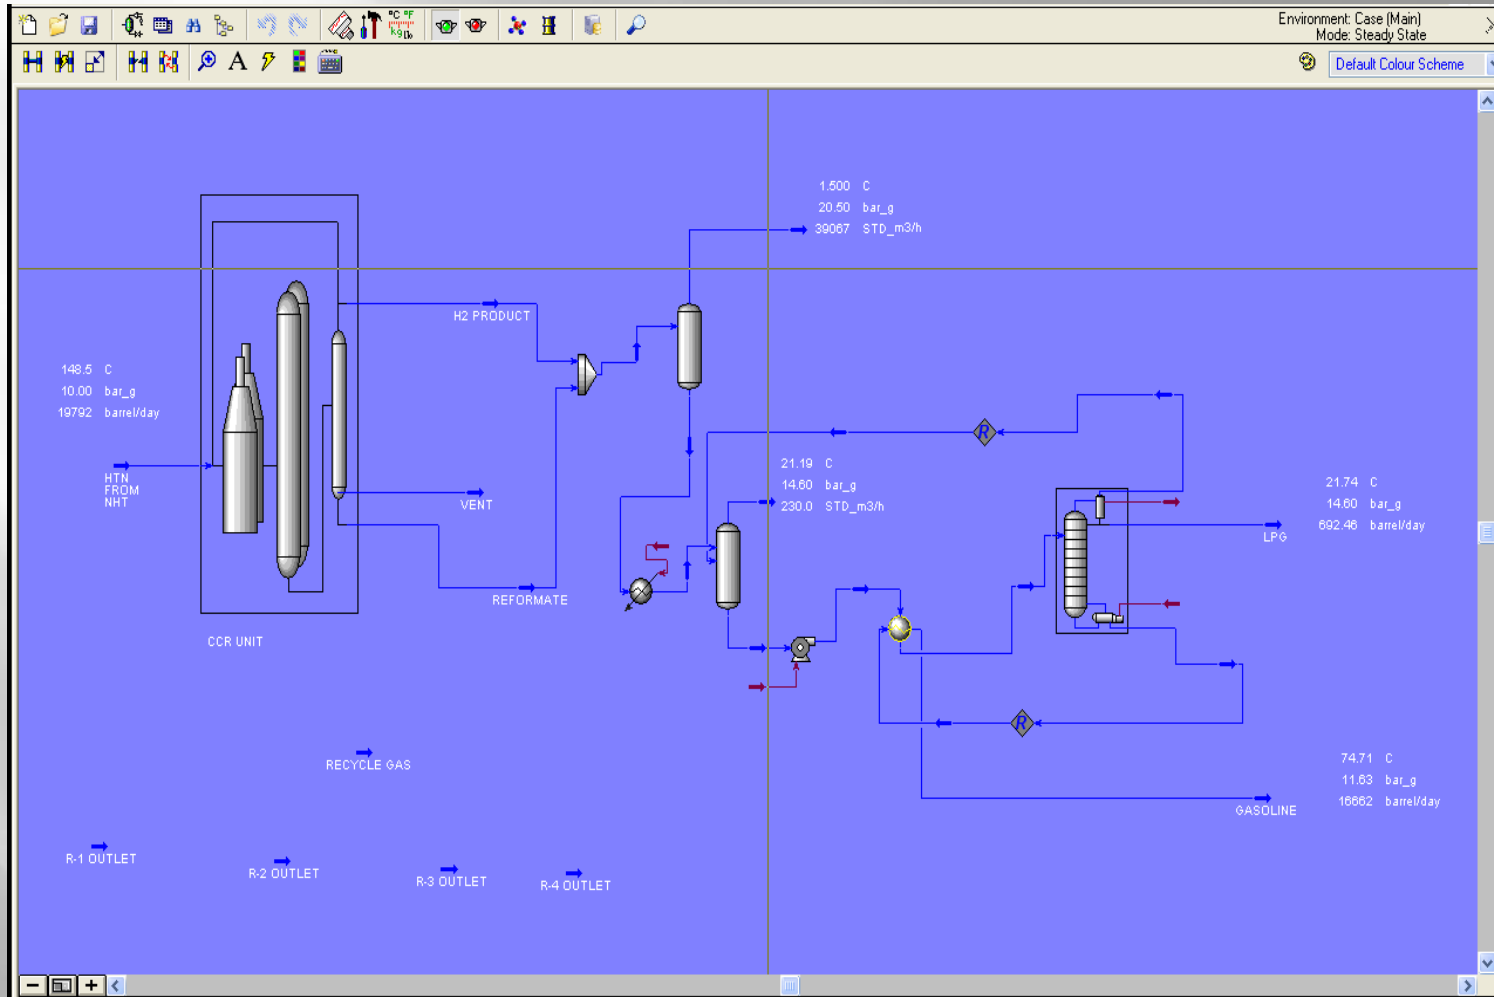 °C °F
kg lb
Environment: Case (Main)
Mode: Steady State
A
Default Colour Scheme
1.500 C
20.50 bar_g
39067 STD_m3/h
H2 PRODUCT
148.5 C
10.00 bar_g
19792 barrel/day
HTN
FROM
NHT
VENT
REFORMATE
CCR UNIT
R
21.19 C
14.60 bar_g
230.0 STD_m3/h
21.74 C
14.60 bar_g
692.46 barrel/day
LPG
R
74.71 C
11.63 bar_g
16662 barrel/day
GASOLINE
RECYCLE GAS
R-1 OUTLET
R-2 OUTLET
R-3 OUTLET
R-4 OUTLET